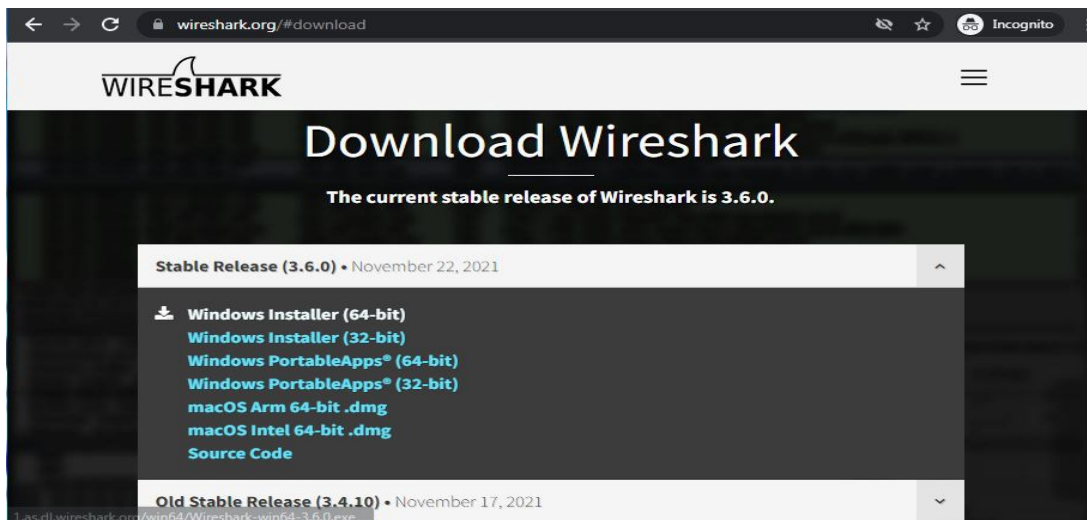 wireshark.org/#download
Incognito
WIRESHARK
Download Wireshark
The current stable release of Wireshark is 3.6.0.
Stable Release (3.6.0) • November 22, 2021
Windows Installer (64-bit)
Windows Installer (32-bit)
Windows PortableApps® (64-bit)
Windows PortableApps® (32-bit)
macOS Arm 64-bit .dmg
macOS Intel 64-bit .dmg
Source Code
Old Stable Release (3.4.10) • November 17, 2021
1.as.dl.wireshark.org/win64/Wireshark-win64-3.6.0.exe